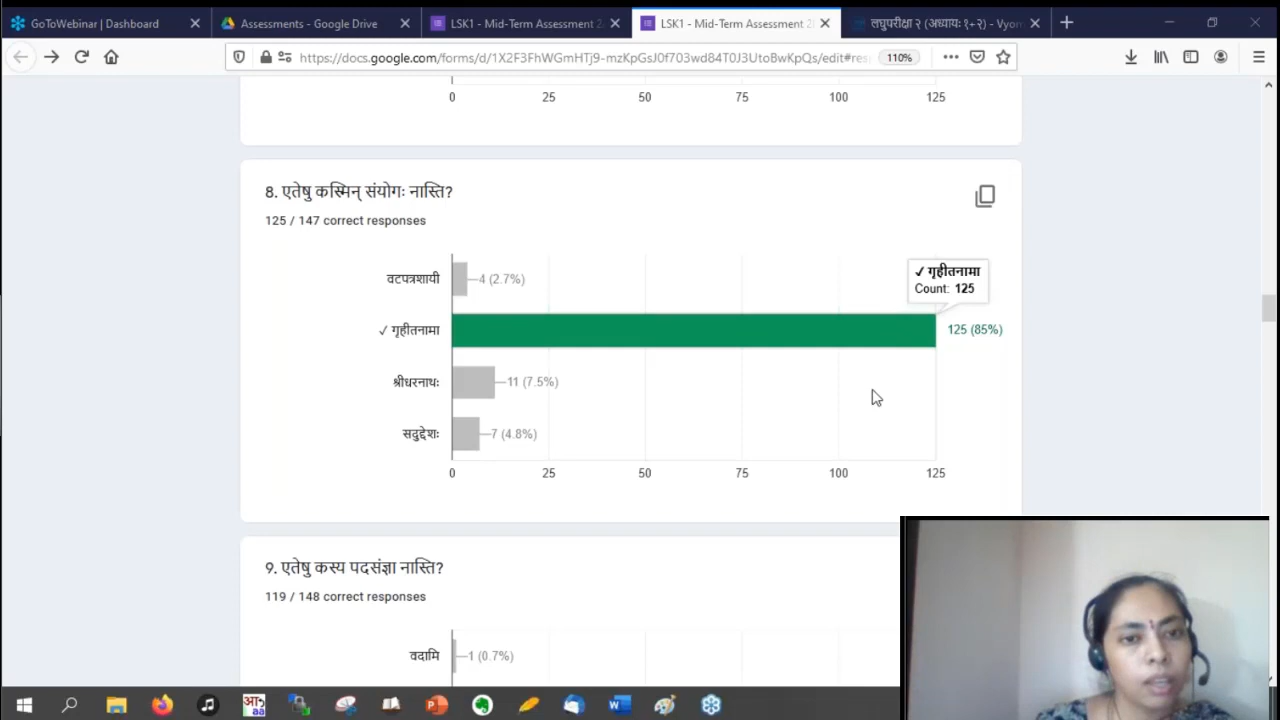 GoToWebinar | Dashboard
Assessments - Google Drive
LSK1 - Mid-Term Assessment 2
LSK1 - Mid-Term Assessment 2
लघुपरीक्षा २ (अध्यायः १+२) - Vyor
https://docs.google.com/forms/d/1X2F3FhWGmHTj9-mzKpGsJ0f703wd84T0J3UtoBwKpQs/edit#res
110%
0 25 50 75 100 125
8. एतेषु कस्मिन् संयोगः नास्ति?
125 / 147 correct responses
वटपत्रशायी 4 (2.7%)
✓ गृहीतनामा
Count: 125
✓ गृहीतनामा 125 (85%)
श्रीधरनाथः 11 (7.5%)
सदुद्देशः 7 (4.8%)
0 25 50 75 100 125
9. एतेषु कस्य पदसंज्ञा नास्ति?
119 / 148 correct responses
वदामि 1 (0.7%)